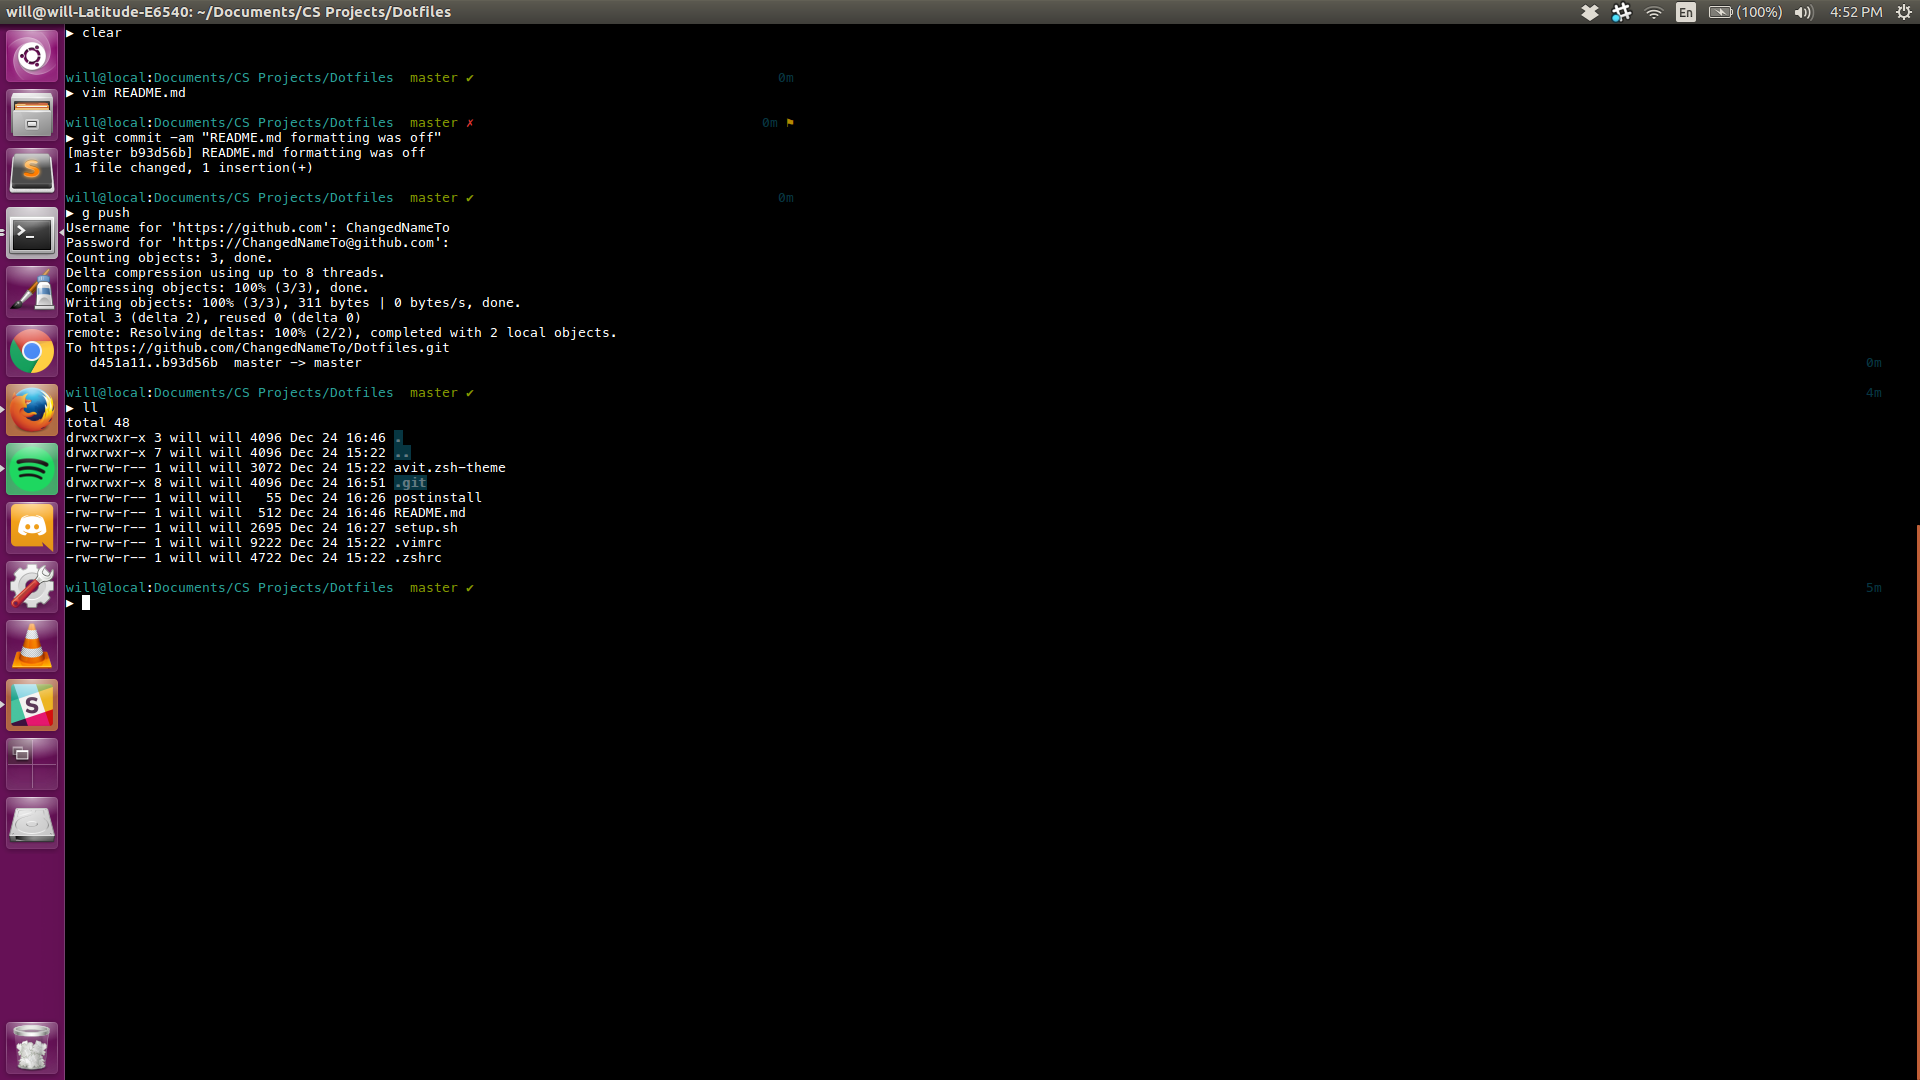 will@will-Latitude-E6540: ~/Documents/CS Projects/Dotfiles
En (100%) 4:52 PM
▶ clear
will@local:Documents/CS Projects/Dotfiles  master ✔ 0m
▶ vim README.md
will@local:Documents/CS Projects/Dotfiles  master ✗ 0m ⚑
▶ git commit -am "README.md formatting was off"
[master b93d56b] README.md formatting was off
 1 file changed, 1 insertion(+)
will@local:Documents/CS Projects/Dotfiles  master ✔ 0m
▶ g push
Username for 'https://github.com': ChangedNameTo
Password for 'https://ChangedNameTo@github.com':
Counting objects: 3, done.
Delta compression using up to 8 threads.
Compressing objects: 100% (3/3), done.
Writing objects: 100% (3/3), 311 bytes | 0 bytes/s, done.
Total 3 (delta 2), reused 0 (delta 0)
remote: Resolving deltas: 100% (2/2), completed with 2 local objects.
To https://github.com/ChangedNameTo/Dotfiles.git
   d451a11..b93d56b  master -> master 0m
will@local:Documents/CS Projects/Dotfiles  master ✔ 4m
▶ ll
total 48
drwxrwxr-x 3 will will 4096 Dec 24 16:46 .
drwxrwxr-x 7 will will 4096 Dec 24 15:22 ..
-rw-rw-r-- 1 will will 3072 Dec 24 15:22 avit.zsh-theme
drwxrwxr-x 8 will will 4096 Dec 24 16:51 .git
-rw-rw-r-- 1 will will   55 Dec 24 16:26 postinstall
-rw-rw-r-- 1 will will  512 Dec 24 16:46 README.md
-rw-rw-r-- 1 will will 2695 Dec 24 16:27 setup.sh
-rw-rw-r-- 1 will will 9222 Dec 24 15:22 .vimrc
-rw-rw-r-- 1 will will 4722 Dec 24 15:22 .zshrc
will@local:Documents/CS Projects/Dotfiles  master ✔ 5m
▶